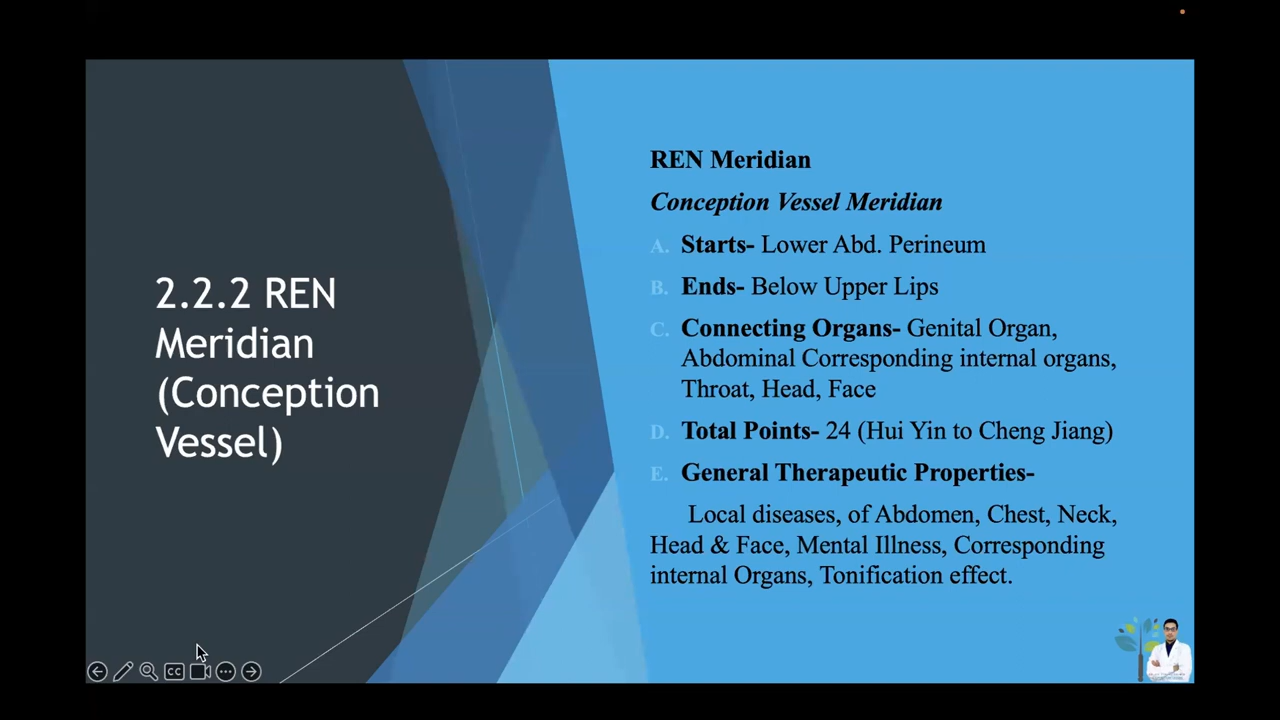 2.2.2 REN
Meridian
(Conception
Vessel)
REN Meridian
Conception Vessel Meridian
A. Starts- Lower Abd. Perineum
B. Ends- Below Upper Lips
C. Connecting Organs- Genital Organ,
Abdominal Corresponding internal organs,
Throat, Head, Face
D. Total Points- 24 (Hui Yin to Cheng Jiang)
E. General Therapeutic Properties-
Local diseases, of Abdomen, Chest, Neck,
Head & Face, Mental Illness, Corresponding
internal Organs, Tonification effect.
CC